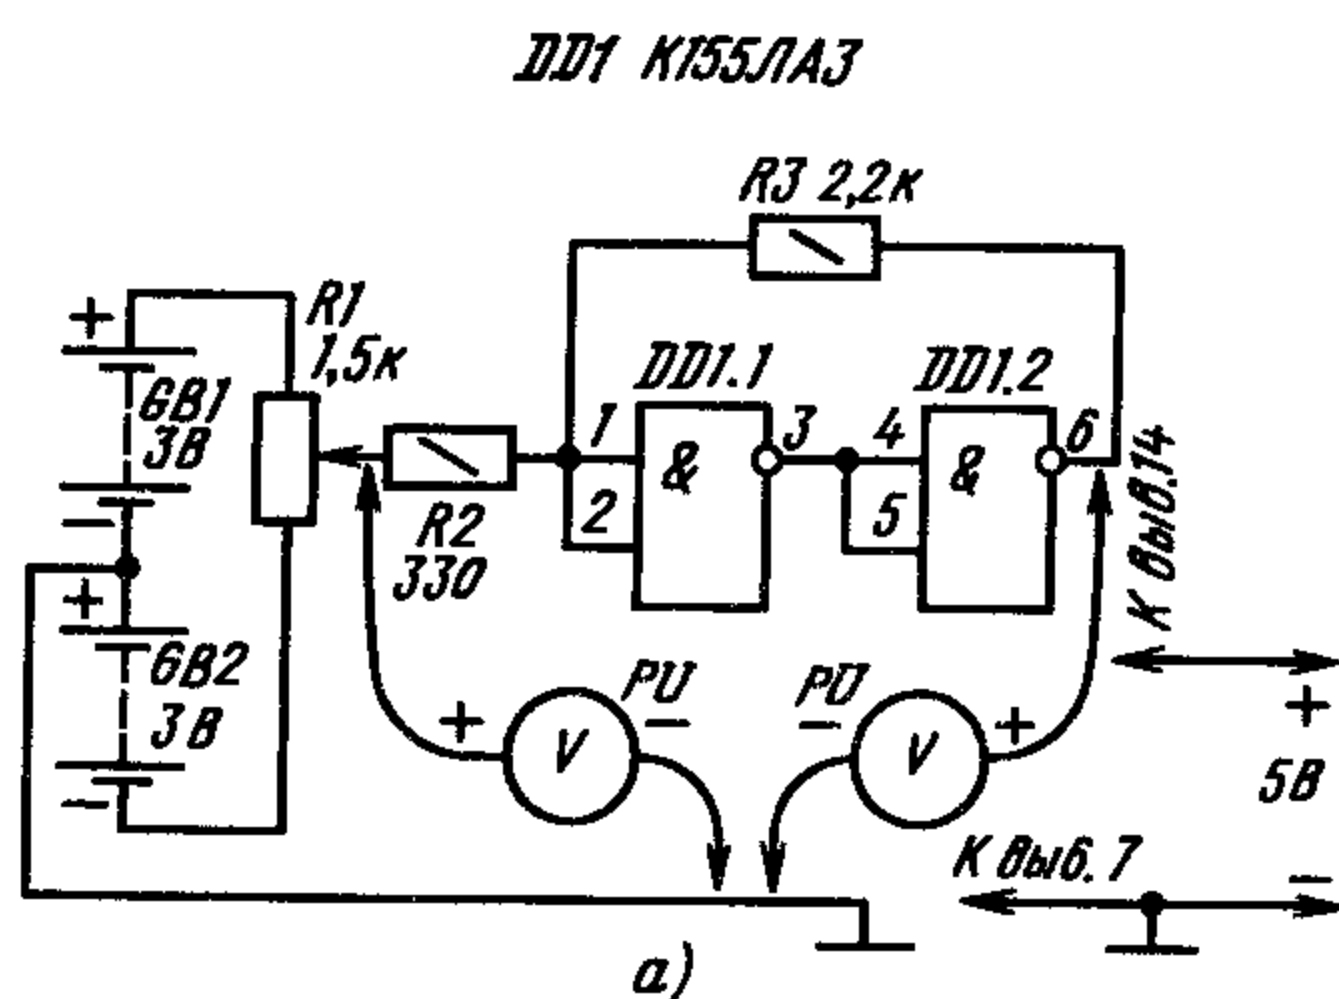 DD1 К155ЛА3
R3 2,2к
R1
1,5к
+
GB1
3В
−
+
GB2
3В
−
R2
330
DD1.1
1
2
&
3
DD1.2
4
5
&
6
К выв.14
+
5В
−
К выв.7
PU
+ V −
PU
− V +
а)